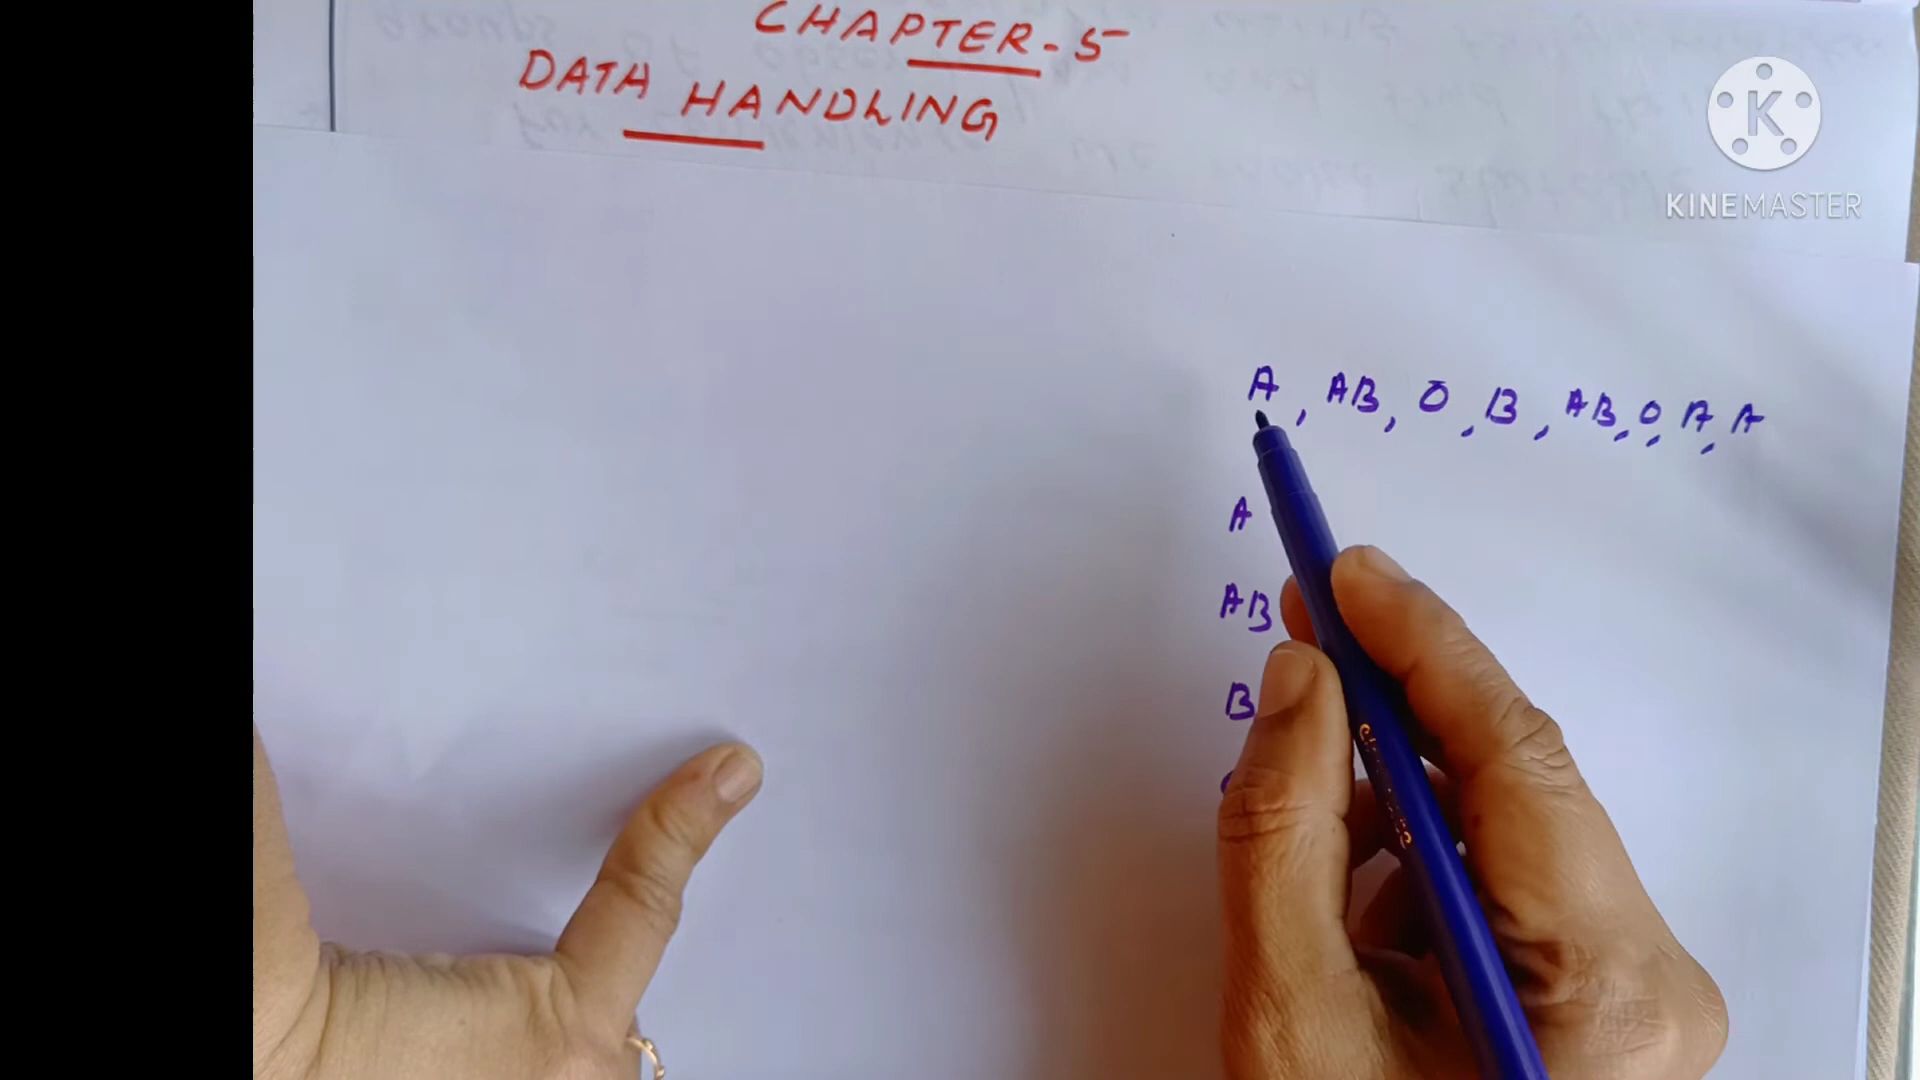 CHAPTER-5
DATA HANDLING
K
KINEMASTER
A, AB, O, B, AB, O, A, A
A
AB
B